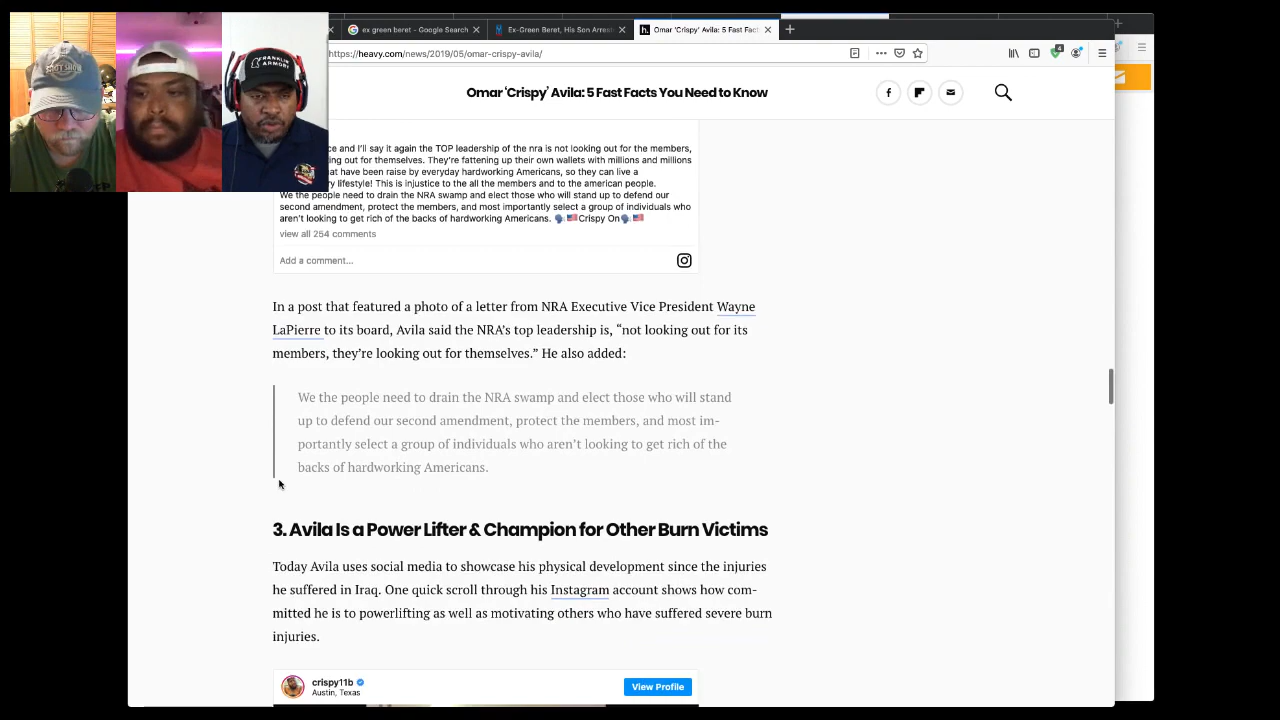 ex green beret - Google Search
Ex-Green Beret, His Son Arrest
Omar 'Crispy' Avila: 5 Fast Fact
https://heavy.com/news/2019/05/omar-crispy-avila/
4
FRANKLIN
ARMORY
Omar ‘Crispy’ Avila: 5 Fast Facts You Need to Know
ce and I'll say it again the TOP leadership of the nra is not looking out for the members,
ing out for themselves. They're fattening up their own wallets with millions and millions
at have been raise by everyday hardworking Americans, so they can live a
ry lifestyle! This is injustice to the all the members and to the american people.
We the people need to drain the NRA swamp and elect those who will stand up to defend our
second amendment, protect the members, and most importantly select a group of individuals who
aren't looking to get rich of the backs of hardworking Americans. 🗣🇺🇸Crispy On🗣🇺🇸
view all 254 comments
Add a comment...
In a post that featured a photo of a letter from NRA Executive Vice President Wayne
LaPierre to its board, Avila said the NRA’s top leadership is, “not looking out for its
members, they’re looking out for themselves.” He also added:
We the people need to drain the NRA swamp and elect those who will stand
up to defend our second amendment, protect the members, and most im-
portantly select a group of individuals who aren’t looking to get rich of the
backs of hardworking Americans.
3. Avila Is a Power Lifter & Champion for Other Burn Victims
Today Avila uses social media to showcase his physical development since the injuries
he suffered in Iraq. One quick scroll through his Instagram account shows how com-
mitted he is to powerlifting as well as motivating others who have suffered severe burn
injuries.
crispy11b
Austin, Texas
View Profile